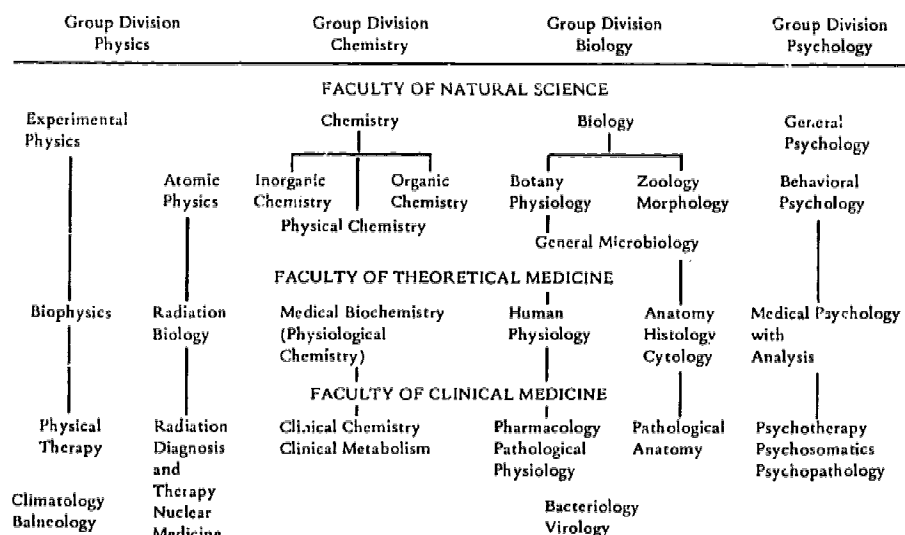 Group Division Group Division Group Division Group Division
Physics Chemistry Biology Psychology
FACULTY OF NATURAL SCIENCE
Experimental Chemistry Biology General
Physics Psychology
Atomic Inorganic Organic Botany Zoology Behavioral
Physics Chemistry Chemistry Physiology Morphology Psychology
Physical Chemistry
General Microbiology
FACULTY OF THEORETICAL MEDICINE
Biophysics Radiation Medical Biochemistry Human Anatomy Medical Psychology
Biology (Physiological Physiology Histology with
Chemistry) Cytology Analysis
FACULTY OF CLINICAL MEDICINE
Physical Radiation Clinical Chemistry Pharmacology Pathological Psychotherapy
Therapy Diagnosis Clinical Metabolism Pathological Anatomy Psychosomatics
and Physiology Psychopathology
Therapy
Climatology Nuclear Bacteriology
Balneology Medicine Virology